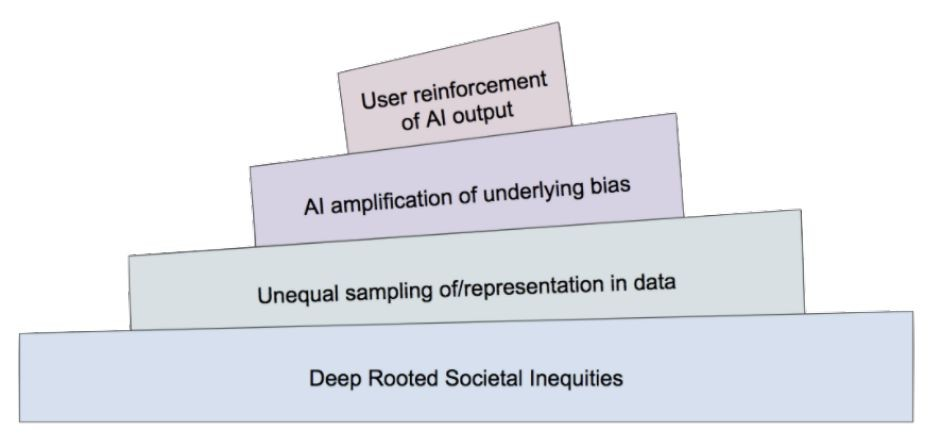 User reinforcement
of AI output
AI amplification of underlying bias
Unequal sampling of/representation in data
Deep Rooted Societal Inequities